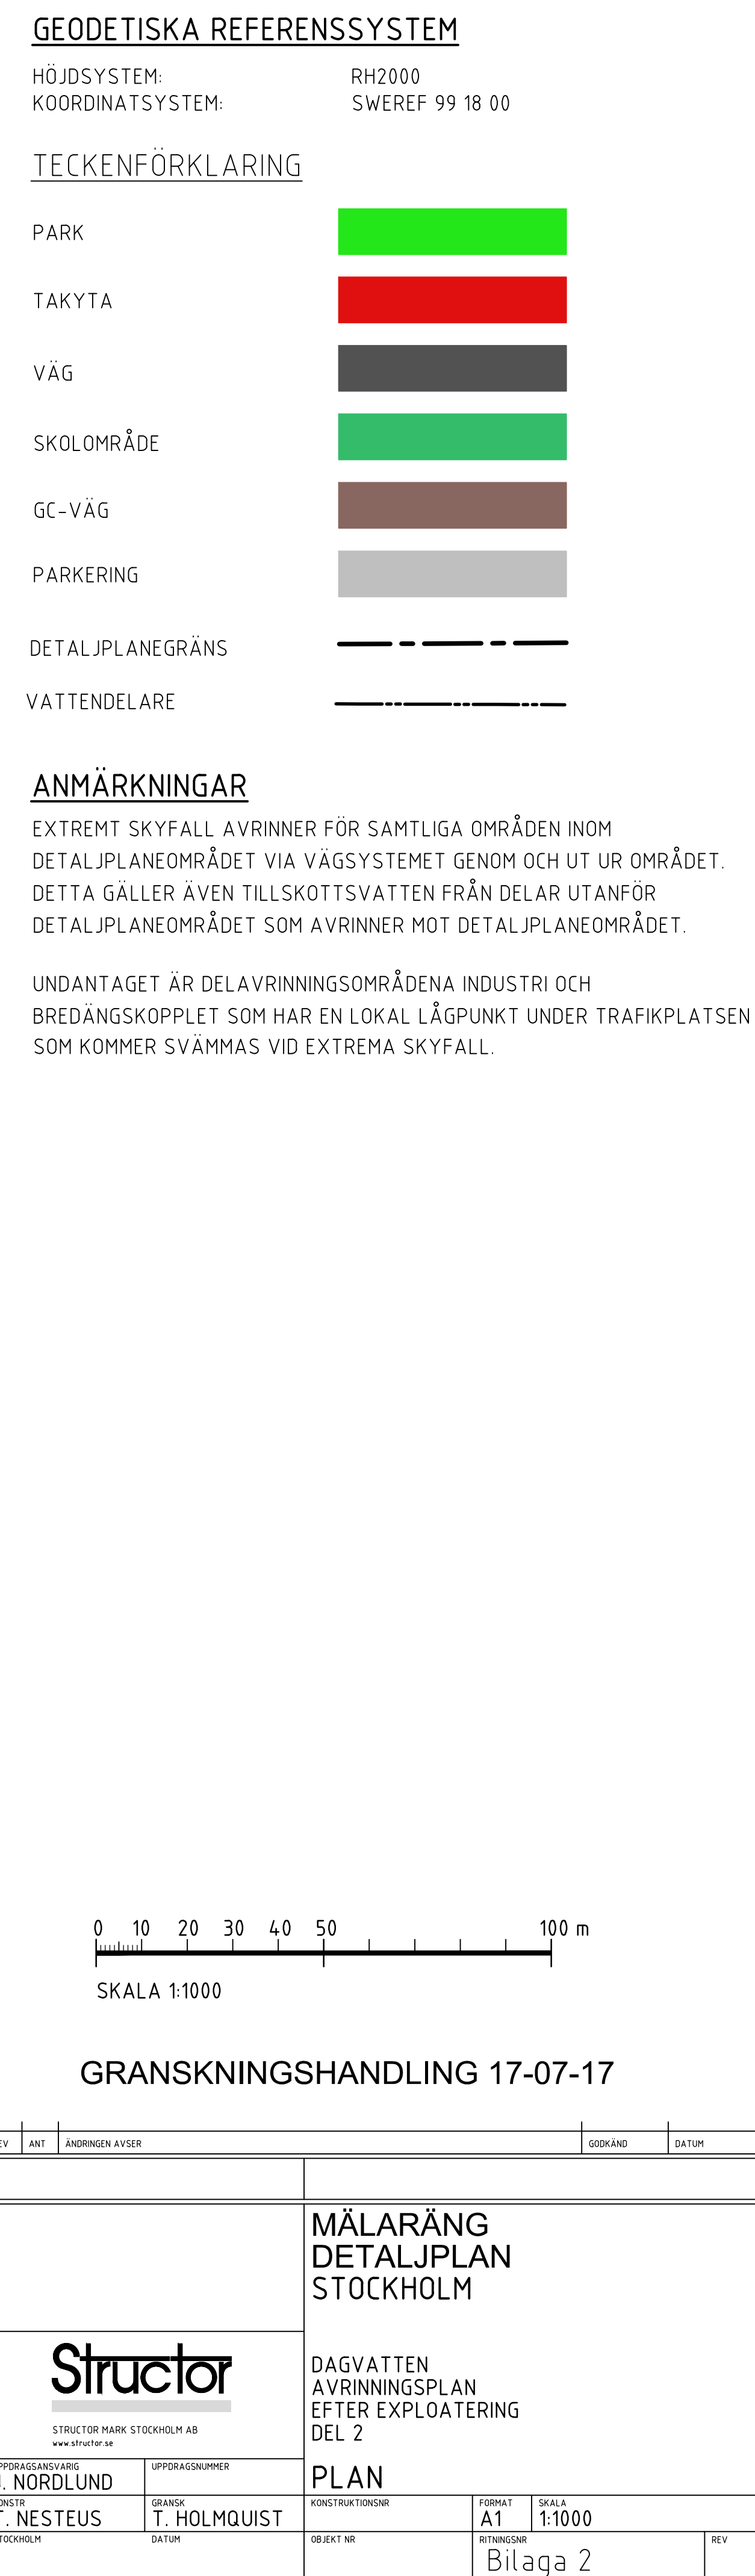 GEODETISKA REFERENSSYSTEM
HÖJDSYSTEM: RH2000
KOORDINATSYSTEM: SWEREF 99 18 00
TECKENFÖRKLARING
PARK
TAKYTA
VÄG
SKOLOMRÅDE
GC-VÄG
PARKERING
DETALJPLANEGRÄNS
VATTENDELARE
ANMÄRKNINGAR
EXTREMT SKYFALL AVRINNER FÖR SAMTLIGA OMRÅDEN INOM
DETALJPLANEOMRÅDET VIA VÄGSYSTEMET GENOM OCH UT UR OMRÅDET.
DETTA GÄLLER ÄVEN TILLSKOTTSVATTEN FRÅN DELAR UTANFÖR
DETALJPLANEOMRÅDET SOM AVRINNER MOT DETALJPLANEOMRÅDET.
UNDANTAGET ÄR DELAVRINNINGSOMRÅDENA INDUSTRI OCH
BREDÄNGSKOPPLET SOM HAR EN LOKAL LÅGPUNKT UNDER TRAFIKPLATSEN
SOM KOMMER SVÄMMAS VID EXTREMA SKYFALL.
0 10 20 30 40 50 100 m
SKALA 1:1000
GRANSKNINGSHANDLING 17-07-17
EV ANT ÄNDRINGEN AVSER GODKÄND DATUM
MÄLARÄNG
DETALJPLAN
STOCKHOLM
Structor
STRUCTOR MARK STOCKHOLM AB
www.structor.se
DAGVATTEN
AVRINNINGSPLAN
EFTER EXPLOATERING
DEL 2
PLAN
PPDRAGSANSVARIG UPPDRAGSNUMMER
. NORDLUND
ONSTR GRANSK KONSTRUKTIONSNR FORMAT SKALA
T. NESTEUS T. HOLMQUIST A1 1:1000
TOCKHOLM DATUM OBJEKT NR RITNINGSNR REV
Bilaga 2